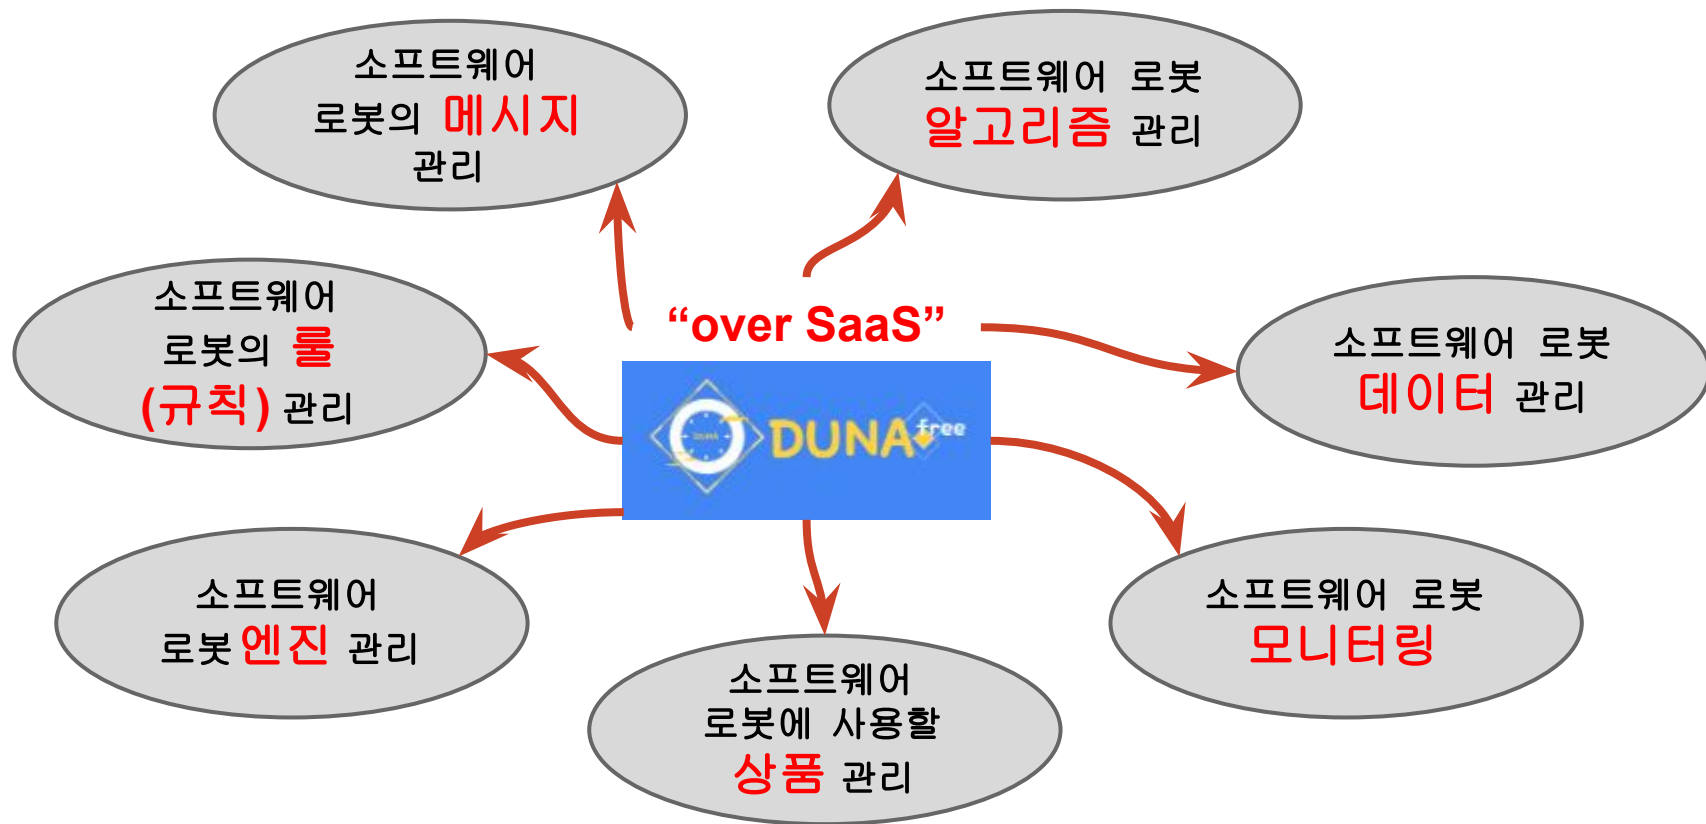 소프트웨어
로봇의 메시지
관리
소프트웨어 로봇
알고리즘 관리
소프트웨어
로봇의 룰
(규칙) 관리
“over SaaS”
소프트웨어 로봇
데이터 관리
DUNA free
DUNA
소프트웨어
로봇 엔진 관리
소프트웨어
로봇에 사용할
상품 관리
소프트웨어 로봇
모니터링